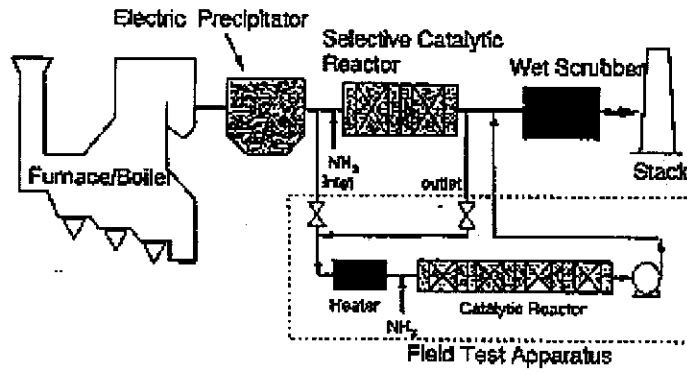 Electric Precipitator
Selective Catalytic
Reactor
Wet Scrubber
Furnace/Boiler
NH3
Inlet
outlet
Stack
Heater
NH3
Catalytic Reactor
Field Test Apparatus